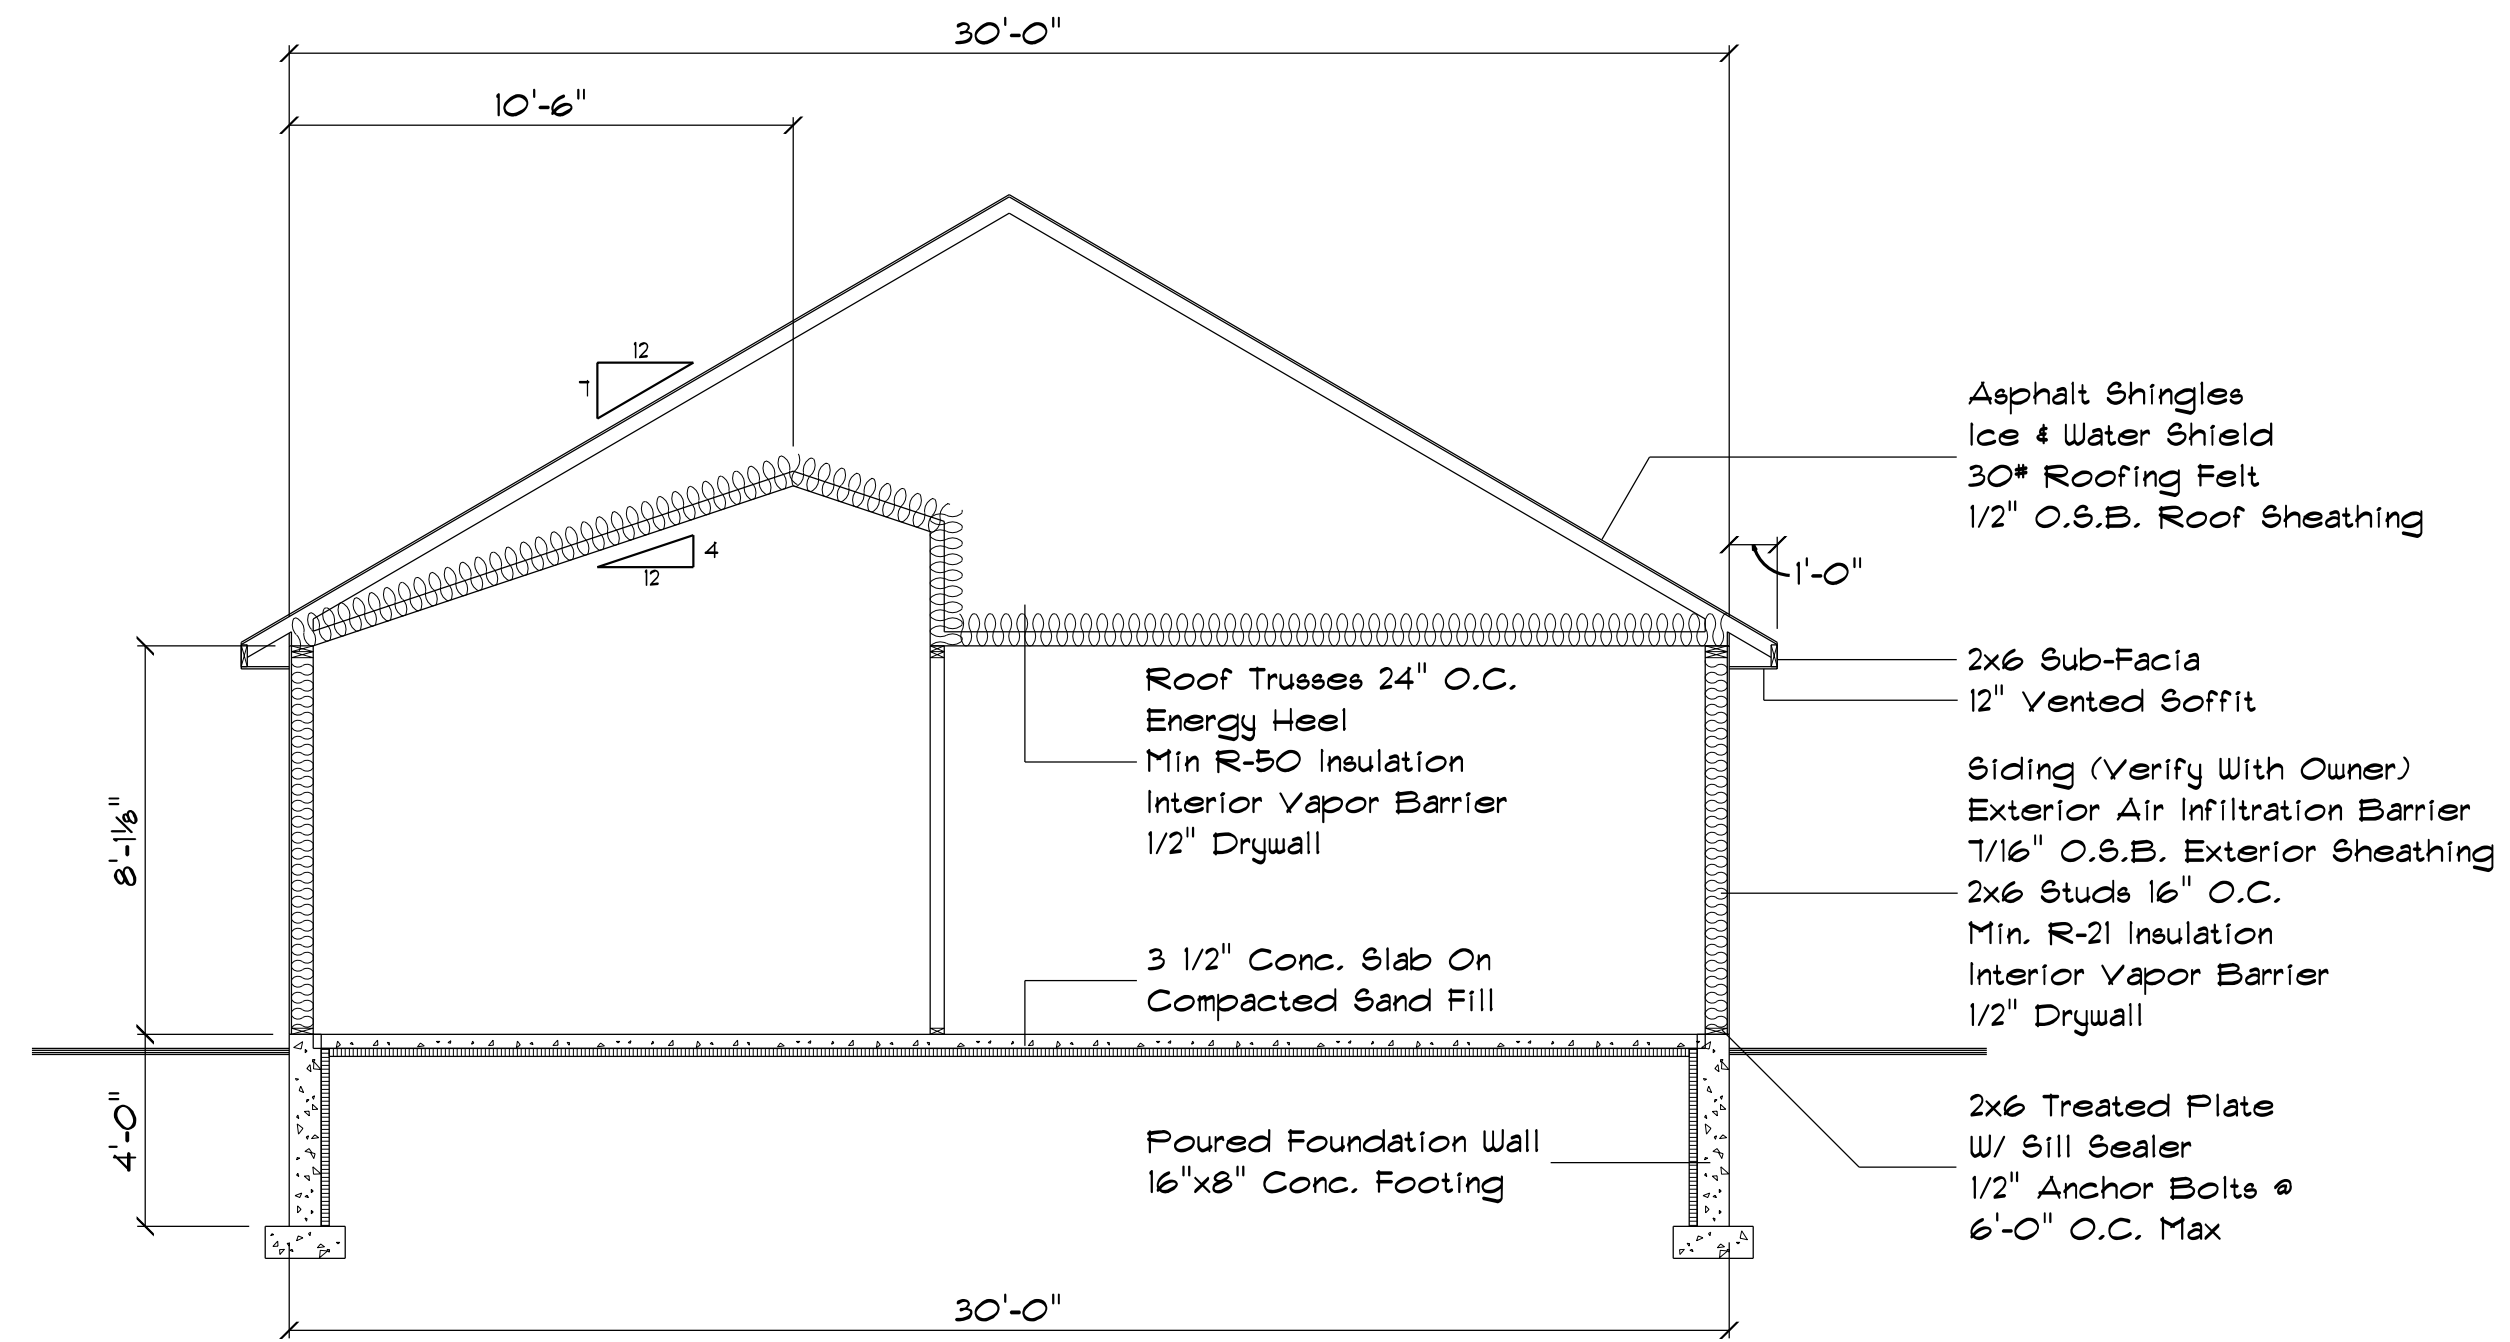 30'-0"
10'-6"
12
7
Asphalt Shingles
Ice & Water Shield
30# Roofing Felt
1/2" O.S.B. Roof Sheathing
4
12
1'-0"
2x6 Sub-Facia
12" Vented Soffit
Roof Trusses 24" O.C.
Energy Heel
Min R-50 Insulation
Interior Vapor Barrier
1/2" Drywall
8'-1⅛"
Siding (Verify With Owner)
Exterior Air Infiltration Barrier
7/16" O.S.B. Exterior Sheathing
2x6 Studs 16" O.C.
Min. R-21 Insulation
Interior Vapor Barrier
1/2" Drywall
3 1/2" Conc. Slab On
Compacted Sand Fill
4'-0"
Poured Foundation Wall
16"x8" Conc. Footing
2x6 Treated Plate
W/ Sill Sealer
1/2" Anchor Bolts @
6'-0" O.C. Max
30'-0"